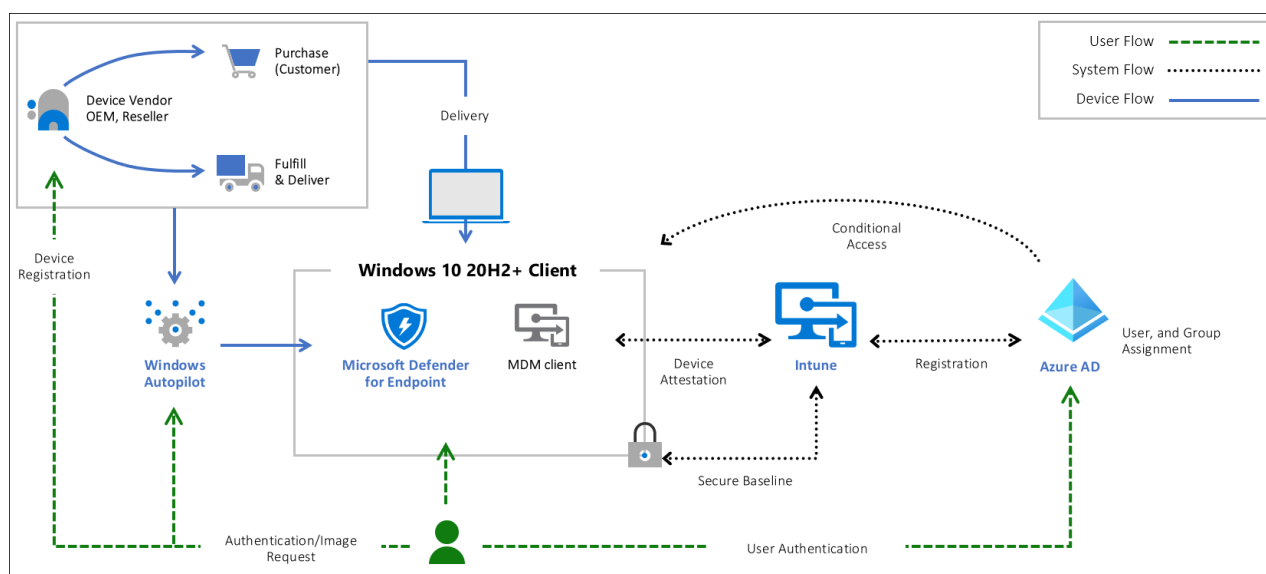 Purchase
(Customer)
Device Vendor
OEM, Reseller
Fulfill
& Deliver
Delivery
User Flow
System Flow
Device Flow
Device
Registration
Conditional
Access
Windows 10 20H2+ Client
Windows
Autopilot
Microsoft Defender
for Endpoint
MDM client
Device
Attestation
Intune
Registration
Azure AD
User, and Group
Assignment
Secure Baseline
Authentication/Image
Request
User Authentication